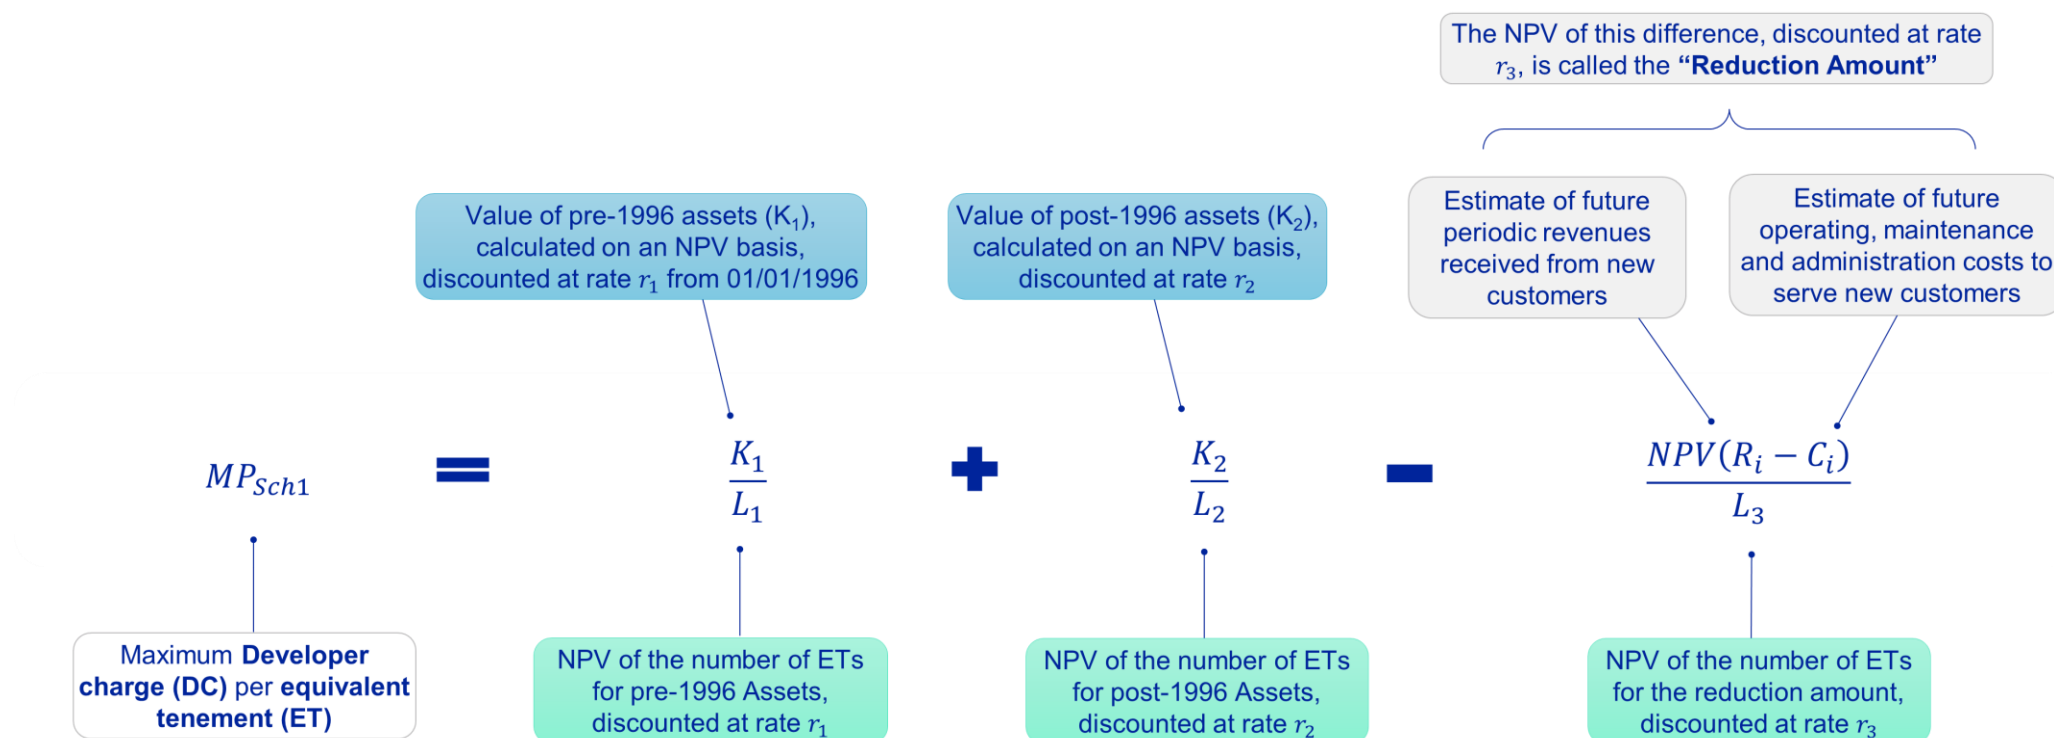 The NPV of this difference, discounted at rate
r₃, is called the “Reduction Amount”
Value of pre-1996 assets (K₁),
calculated on an NPV basis,
discounted at rate r₁ from 01/01/1996
Value of post-1996 assets (K₂),
calculated on an NPV basis,
discounted at rate r₂
Estimate of future
periodic revenues
received from new
customers
Estimate of future
operating, maintenance
and administration costs to
serve new customers
MP_Sch1 = K₁/L₁ + K₂/L₂ - NPV(Rᵢ − Cᵢ)/L₃
Maximum Developer
charge (DC) per equivalent
tenement (ET)
NPV of the number of ETs
for pre-1996 Assets,
discounted at rate r₁
NPV of the number of ETs
for post-1996 Assets,
discounted at rate r₂
NPV of the number of ETs
for the reduction amount,
discounted at rate r₃